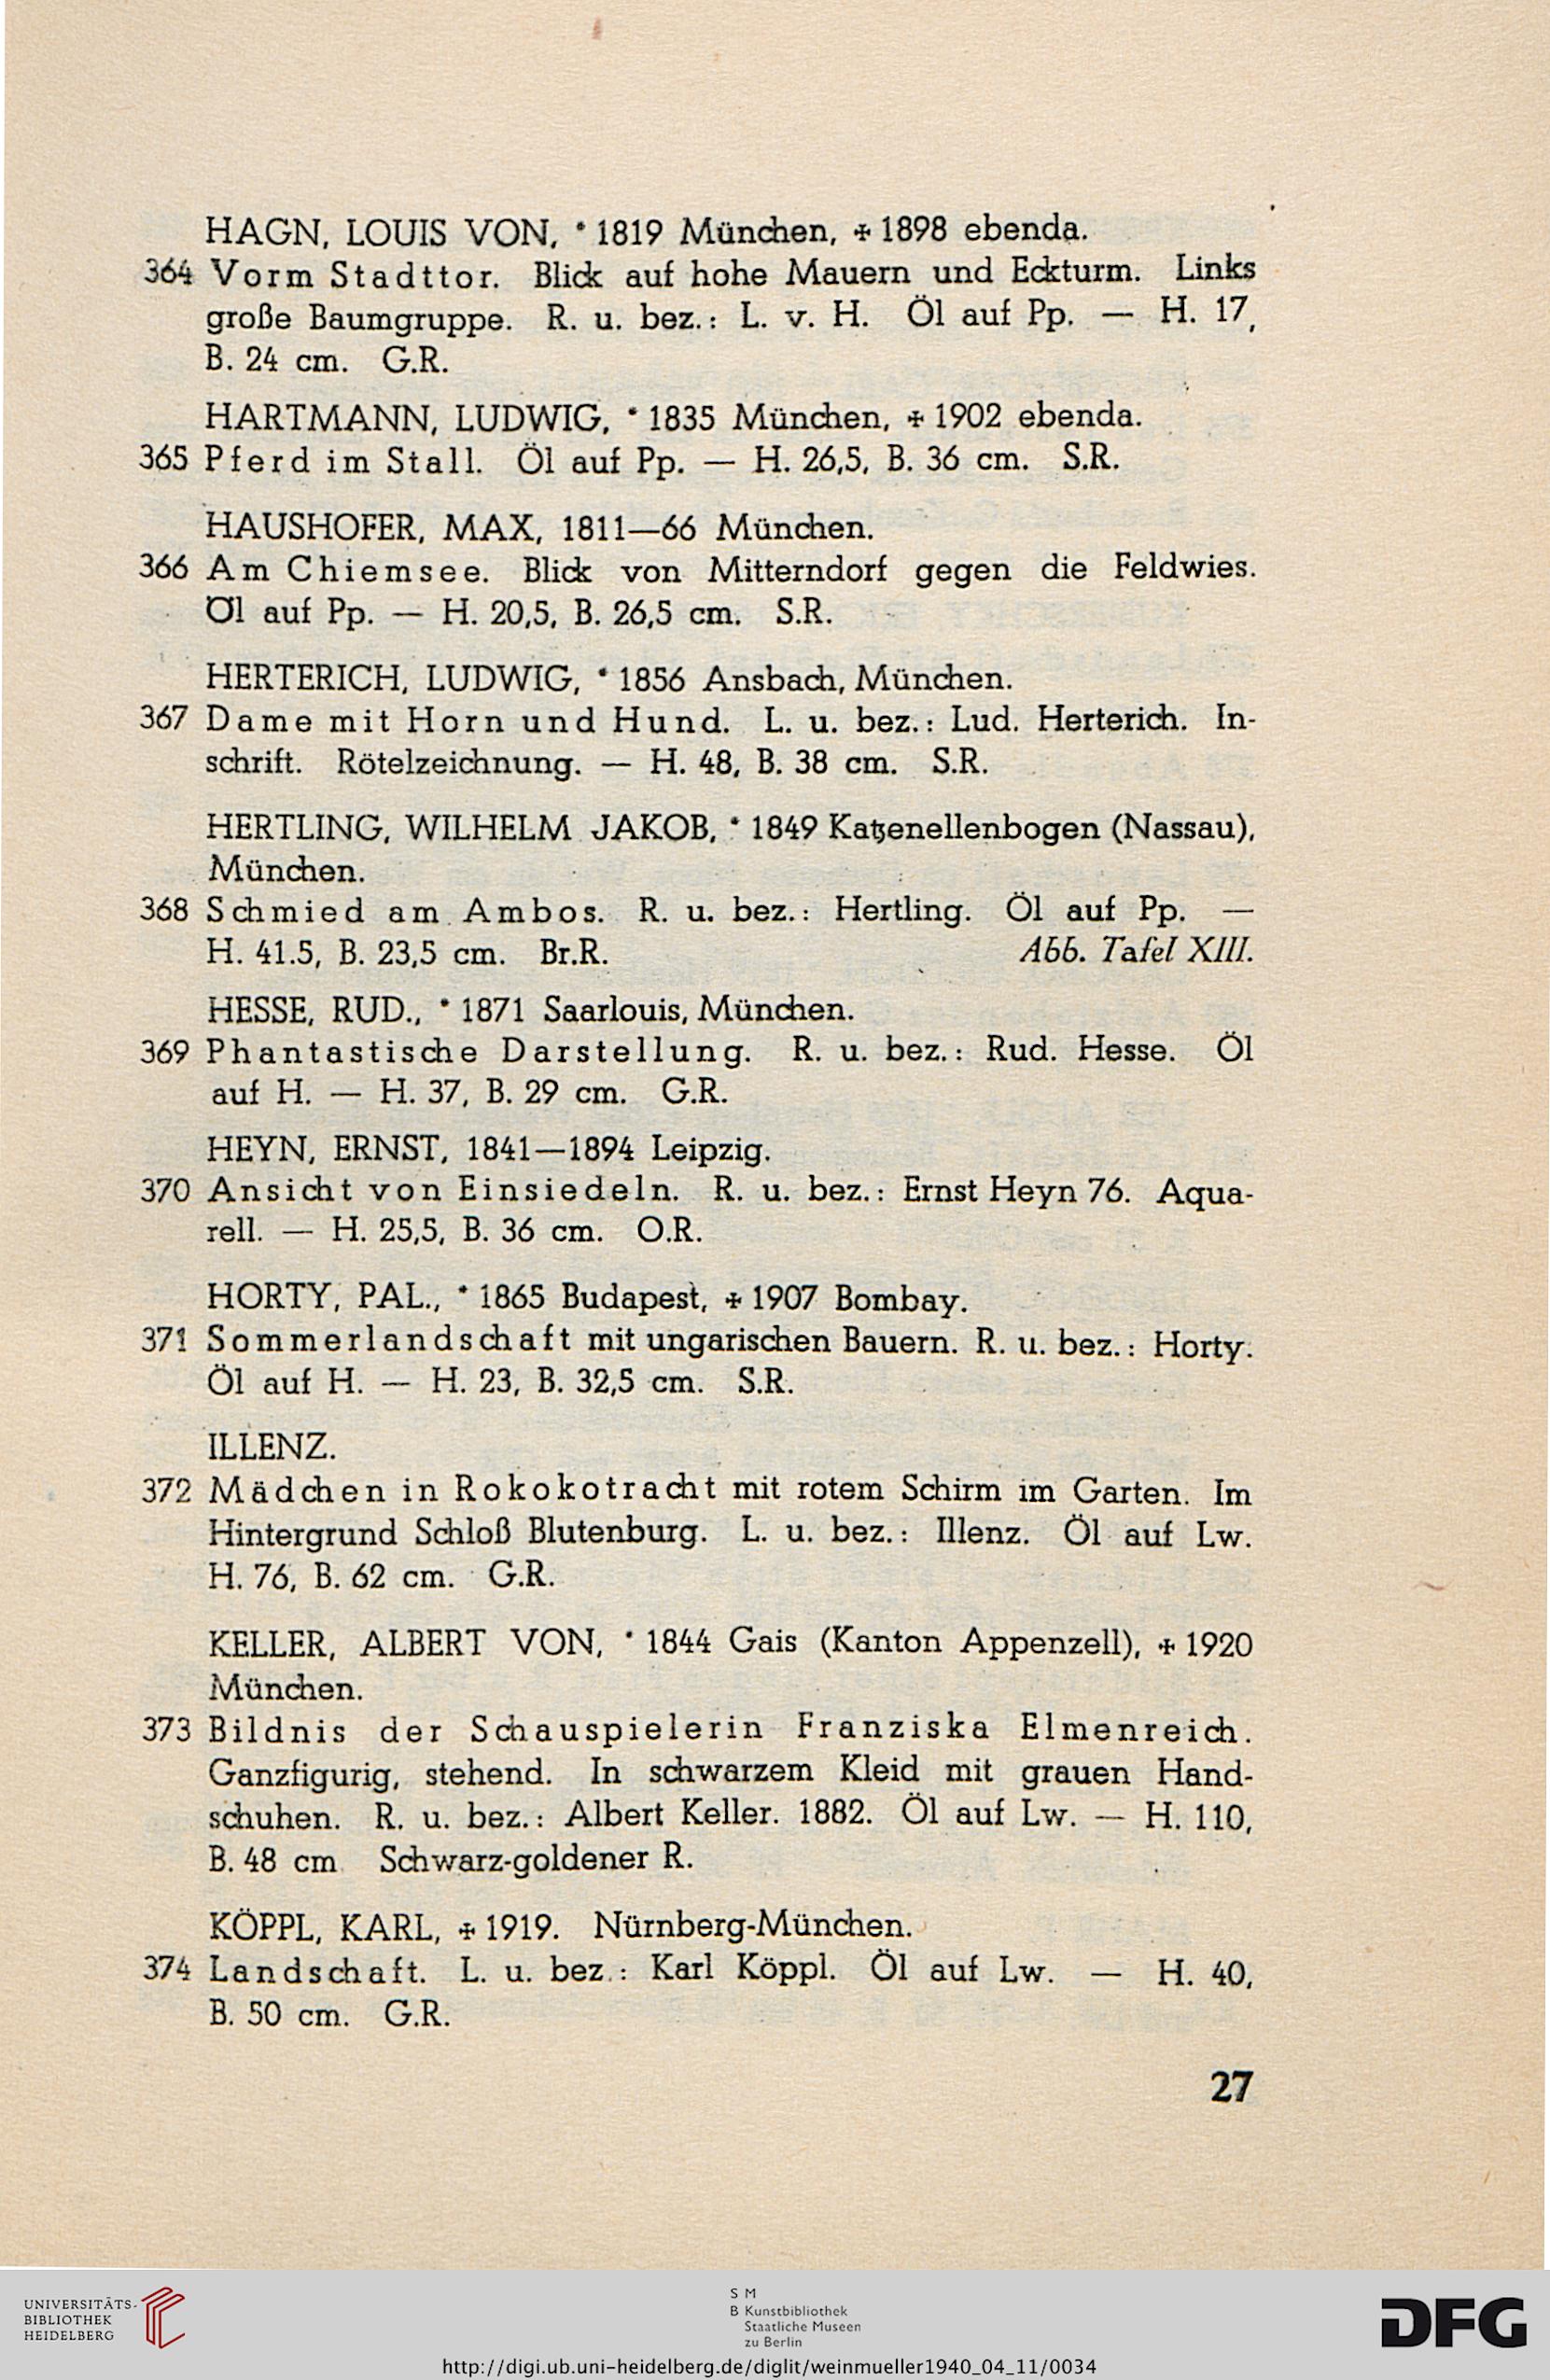 HAGN, LOUIS VON, * 1819 München, ✠ 1898 ebenda.
364 Vorm Stadttor. Blick auf hohe Mauern und Eckturm. Links
große Baumgruppe. R. u. bez.: L. v. H. Öl auf Pp. — H. 17,
B. 24 cm. G.R.
HARTMANN, LUDWIG, * 1835 München, ✠ 1902 ebenda.
365 Pferd im Stall. Öl auf Pp. — H. 26,5, B. 36 cm. S.R.
HAUSHOFER, MAX, 1811—66 München.
366 Am Chiemsee. Blick von Mitterndorf gegen die Feldwies.
Öl auf Pp. — H. 20,5, B. 26,5 cm. S.R.
HERTERICH, LUDWIG, * 1856 Ansbach, München.
367 Dame mit Horn und Hund. L. u. bez.: Lud. Herterich. In-
schrift. Rötelzeichnung. — H. 48, B. 38 cm. S.R.
HERTLING, WILHELM JAKOB, * 1849 Katzenellenbogen (Nassau),
München.
368 Schmied am Ambos. R. u. bez.: Hertling. Öl auf Pp. —
H. 41.5, B. 23,5 cm. Br.R. Abb. Tafel XIII.
HESSE, RUD., * 1871 Saarlouis, München.
369 Phantastische Darstellung. R. u. bez.: Rud. Hesse. Öl
auf H. — H. 37, B. 29 cm. G.R.
HEYN, ERNST, 1841—1894 Leipzig.
370 Ansicht von Einsiedeln. R. u. bez.: Ernst Heyn 76. Aqua-
rell. — H. 25,5, B. 36 cm. O.R.
HORTY, PAL., * 1865 Budapest, ✠ 1907 Bombay.
371 Sommerlandschaft mit ungarischen Bauern. R. u. bez.: Horty.
Öl auf H. — H. 23, B. 32,5 cm. S.R.
ILLENZ.
372 Mädchen in Rokokotracht mit rotem Schirm im Garten. Im
Hintergrund Schloß Blutenburg. L. u. bez.: Illenz. Öl auf Lw.
H. 76, B. 62 cm. G.R.
KELLER, ALBERT VON, * 1844 Gais (Kanton Appenzell), ✠ 1920
München.
373 Bildnis der Schauspielerin Franziska Elmenreich.
Ganzfigurig, stehend. In schwarzem Kleid mit grauen Hand-
schuhen. R. u. bez.: Albert Keller. 1882. Öl auf Lw. — H. 110,
B. 48 cm Schwarz-goldener R.
KÖPPL, KARL, ✠ 1919. Nürnberg-München.
374 Landschaft. L. u. bez.: Karl Köppl. Öl auf Lw. — H. 40,
B. 50 cm. G.R.
27
UNIVERSITÄTS-
BIBLIOTHEK
HEIDELBERG
S M
B Kunstbibliothek
Staatliche Museen
zu Berlin
DFG
http://digi.ub.uni-heidelberg.de/diglit/weinmueller1940_04_11/0034